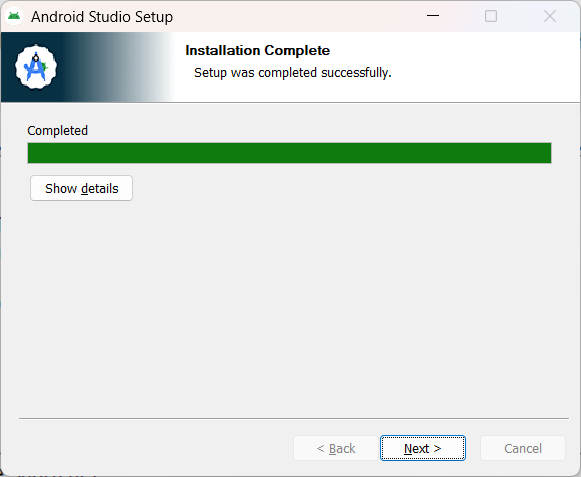 Android Studio Setup
Installation Complete
Setup was completed successfully.
Completed
Show details
< Back
Next >
Cancel